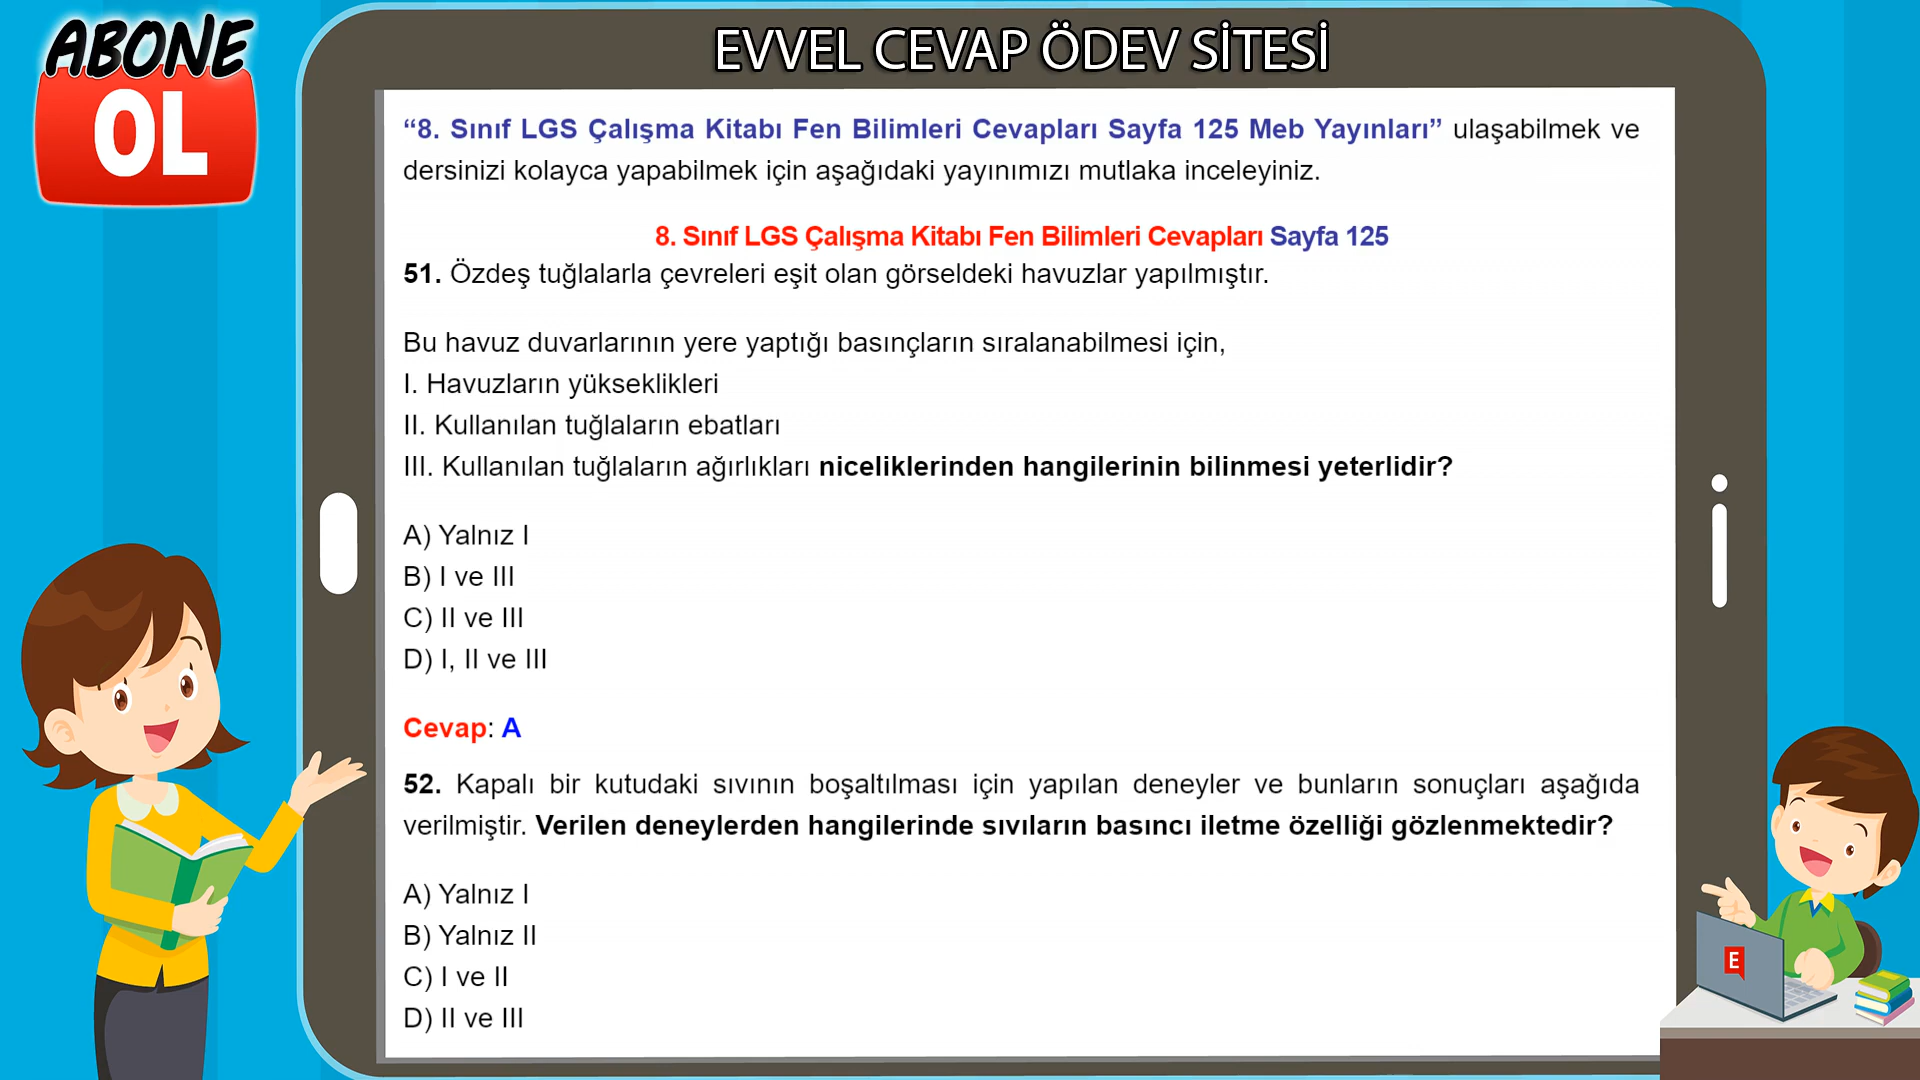 ABONE
OL
EVVEL CEVAP ÖDEV SİTESİ
“8. Sınıf LGS Çalışma Kitabı Fen Bilimleri Cevapları Sayfa 125 Meb Yayınları” ulaşabilmek ve
dersinizi kolayca yapabilmek için aşağıdaki yayınımızı mutlaka inceleyiniz.
8. Sınıf LGS Çalışma Kitabı Fen Bilimleri Cevapları Sayfa 125
51. Özdeş tuğlalarla çevreleri eşit olan görseldeki havuzlar yapılmıştır.
Bu havuz duvarlarının yere yaptığı basınçların sıralanabilmesi için,
I. Havuzların yükseklikleri
II. Kullanılan tuğlaların ebatları
III. Kullanılan tuğlaların ağırlıkları niceliklerinden hangilerinin bilinmesi yeterlidir?
A) Yalnız I
B) I ve III
C) II ve III
D) I, II ve III
Cevap: A
52. Kapalı bir kutudaki sıvının boşaltılması için yapılan deneyler ve bunların sonuçları aşağıda
verilmiştir. Verilen deneylerden hangilerinde sıvıların basıncı iletme özelliği gözlenmektedir?
A) Yalnız I
B) Yalnız II
C) I ve II
D) II ve III
E